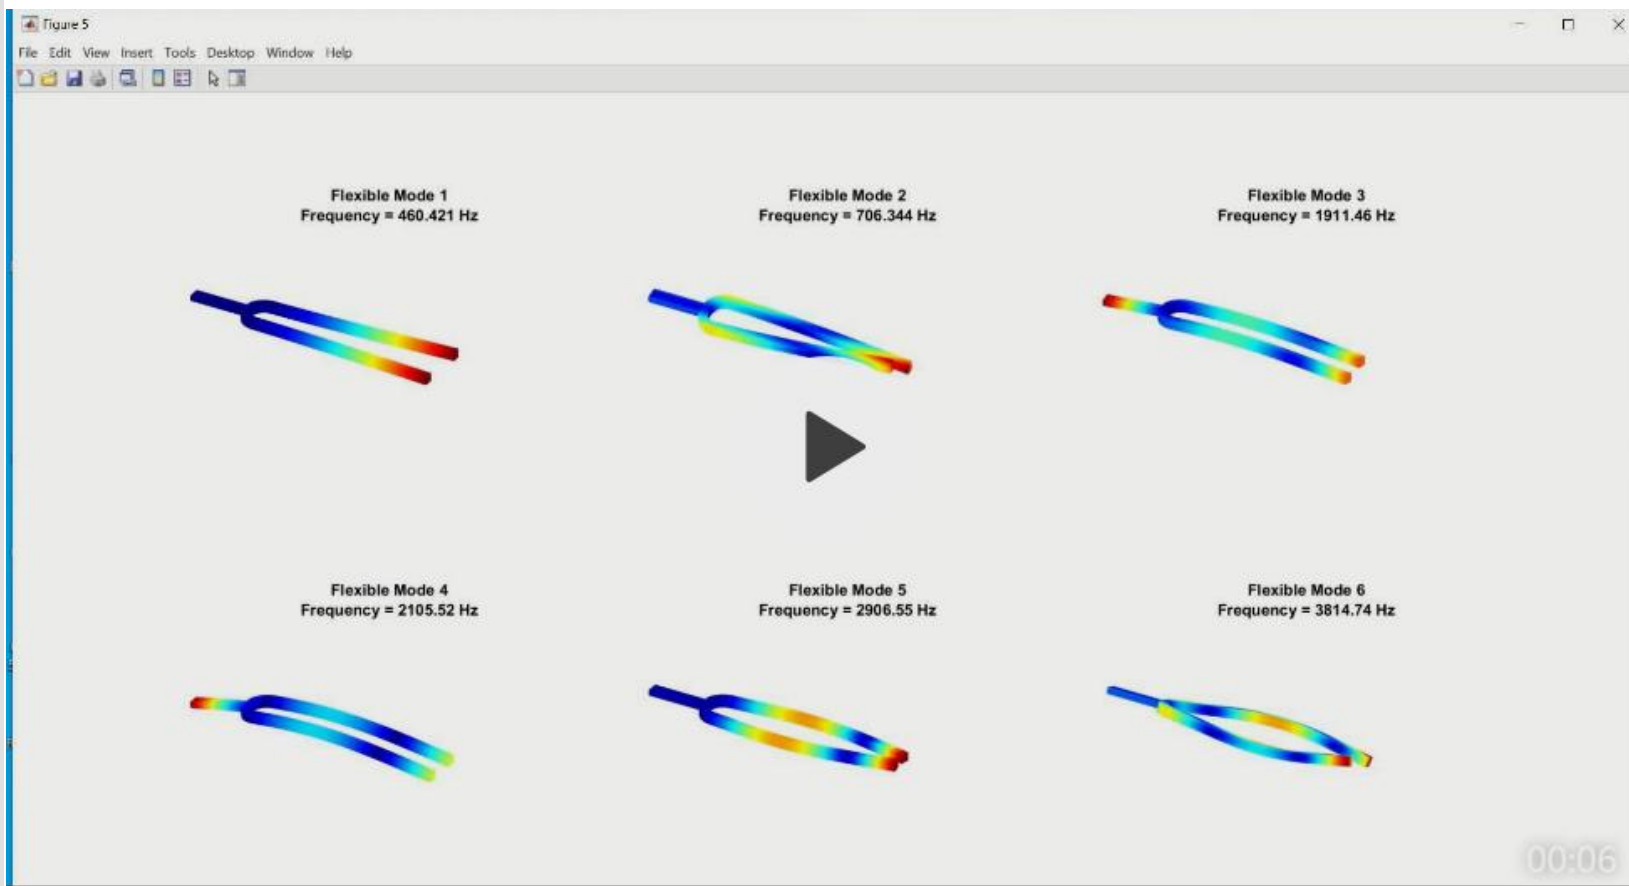 Figure 5
File Edit View Insert Tools Desktop Window Help
Flexible Mode 1
Frequency = 460.421 Hz
Flexible Mode 2
Frequency = 706.344 Hz
Flexible Mode 3
Frequency = 1911.46 Hz
Flexible Mode 4
Frequency = 2105.52 Hz
Flexible Mode 5
Frequency = 2906.55 Hz
Flexible Mode 6
Frequency = 3814.74 Hz
00:06